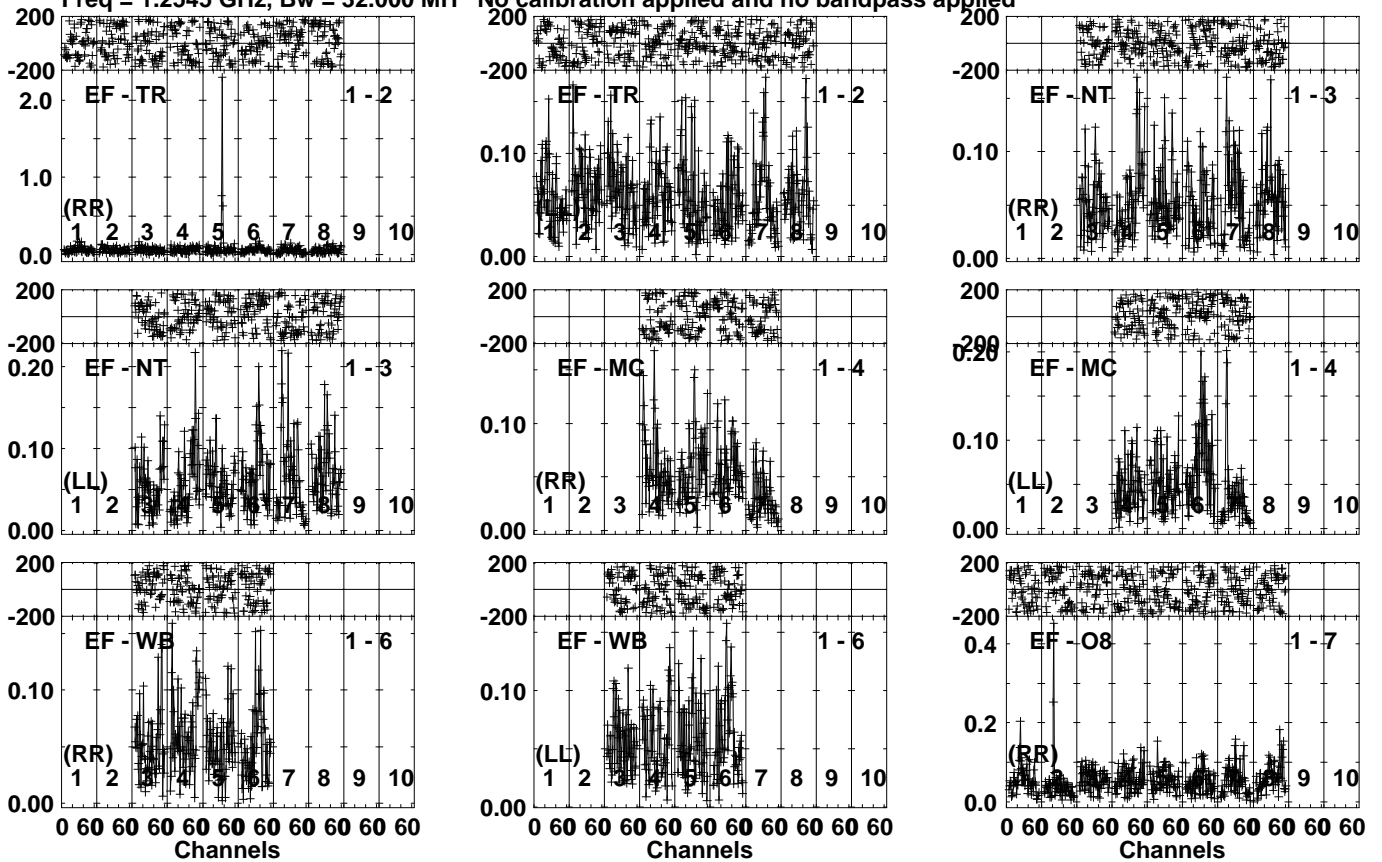 Freq = 1.2545 GHz, Bw = 32.000 MH No calibration applied and no bandpass applied
200 200 200
-200 -200 -200
EF - TR 1 - 2 EF - TR 1 - 2 EF - NT 1 - 3
2.0
0.10 0.10
1.0
(RR) (LL) (RR)
1 2 3 4 5 6 7 8 9 10 1 2 3 4 5 6 7 8 9 10 1 2 3 4 5 6 7 8 9 10
0.0 0.00 0.00
200 200 200
-200 -200 -200
EF - NT 1 - 3 EF - MC 1 - 4 EF - MC 1 - 4
0.20 0.20
0.10 0.10 0.10
(LL) (RR) (LL)
1 2 3 4 5 6 7 8 9 10 1 2 3 4 5 6 7 8 9 10 1 2 3 4 5 6 7 8 9 10
0.00 0.00 0.00
200 200 200
-200 -200 -200
EF - WB 1 - 6 EF - WB 1 - 6 EF - O8 1 - 7
0.4
0.10 0.10 0.2
(RR) (LL) (RR)
1 2 3 4 5 6 7 8 9 10 1 2 3 4 5 6 7 8 9 10 1 2 3 4 5 6 7 8 9 10
0.00 0.00 0.0
0 60 60 60 60 60 60 60 60 60 60 0 60 60 60 60 60 60 60 60 60 60 0 60 60 60 60 60 60 60 60 60 60
Channels Channels Channels